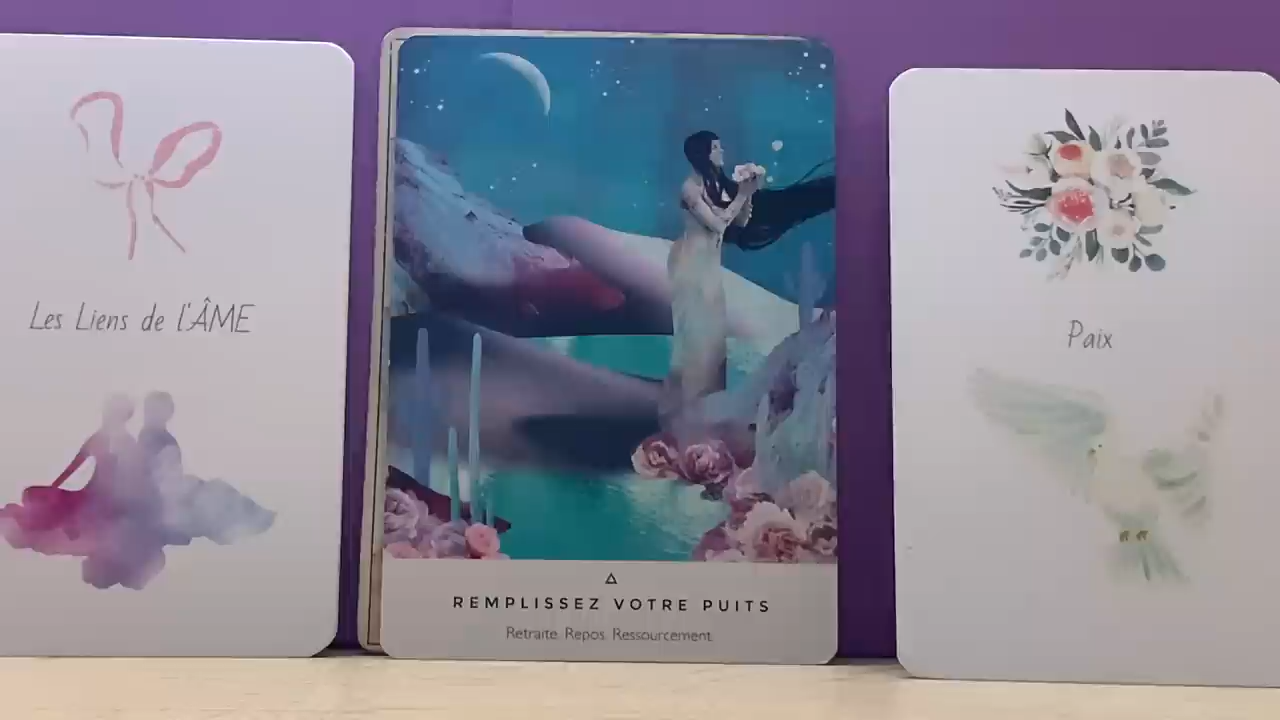 Les Liens de l'ÂME
REMPLISSEZ VOTRE PUITS
Retraite. Repos. Ressourcement.
Paix